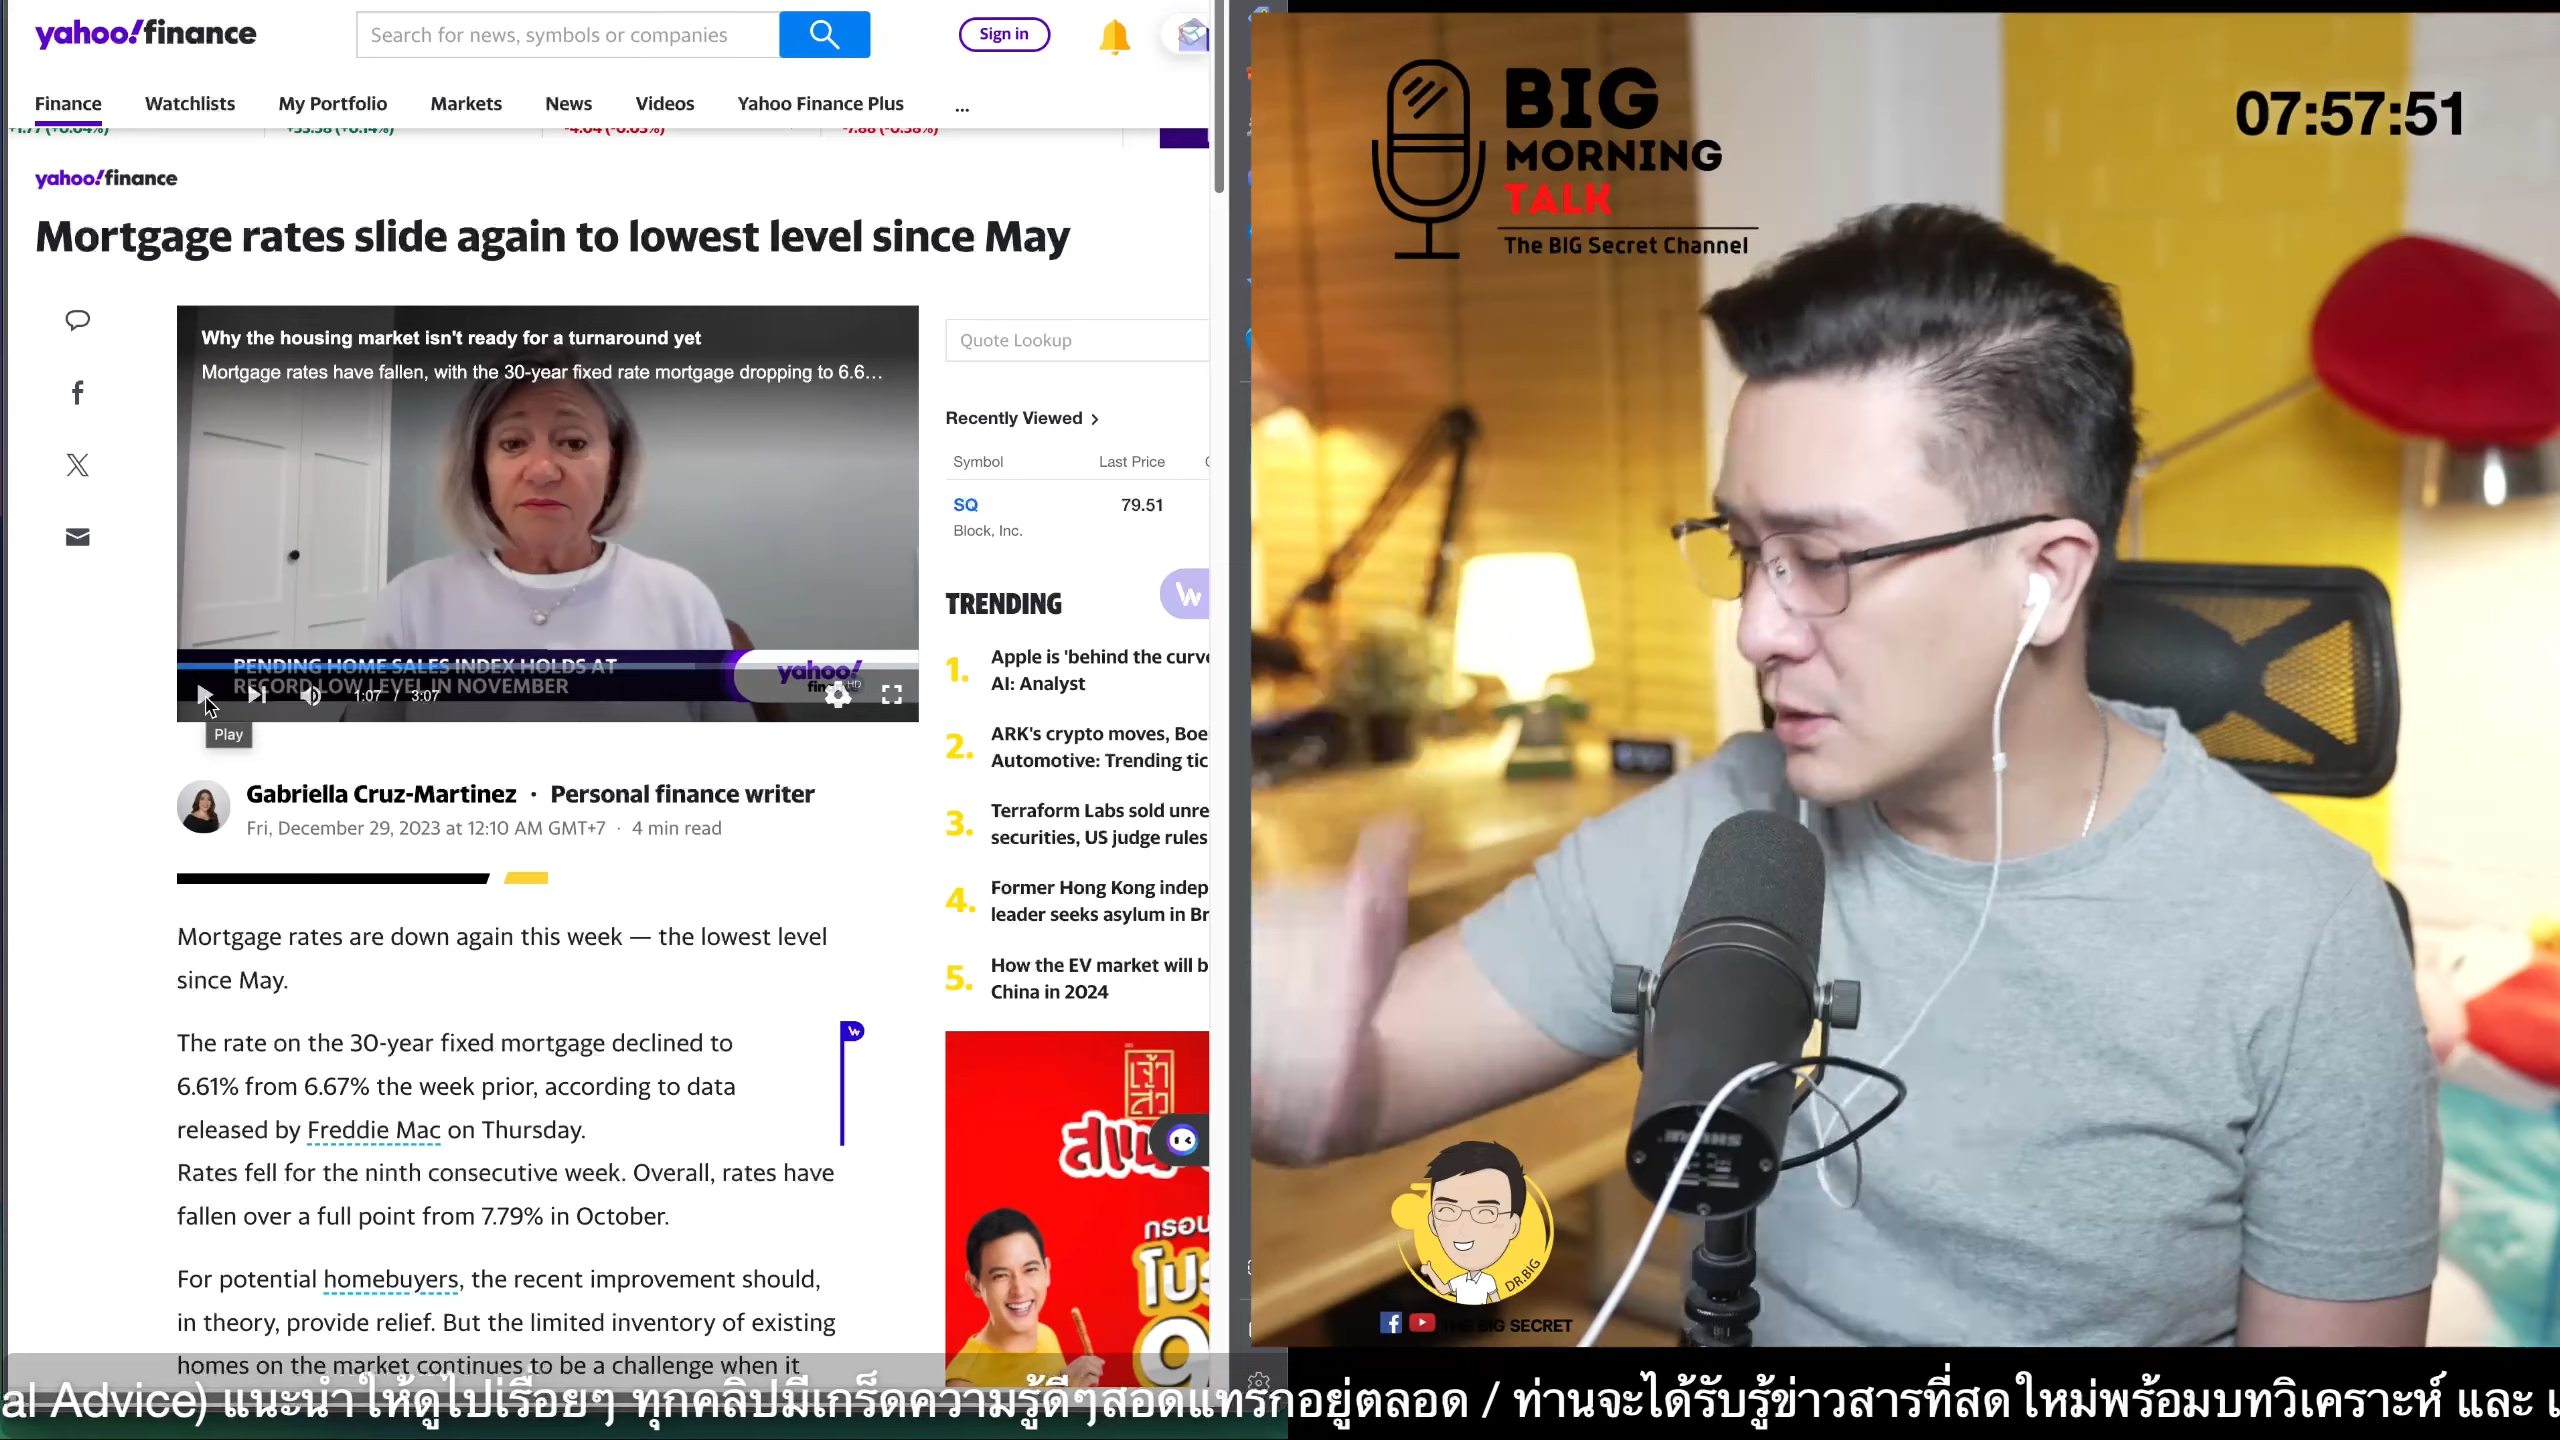 yahoo!finance
Search for news, symbols or companies
Sign in
Finance
Watchlists
My Portfolio
Markets
News
Videos
Yahoo Finance Plus
...
yahoo!finance
Mortgage rates slide again to lowest level since May
Why the housing market isn't ready for a turnaround yet
Mortgage rates have fallen, with the 30-year fixed rate mortgage dropping to 6.6...
PENDING HOME SALES INDEX HOLDS AT
RECORD LOW LEVEL IN NOVEMBER
yahoo!
1:07 / 3:07
HD
Play
Gabriella Cruz-Martinez · Personal finance writer
Fri, December 29, 2023 at 12:10 AM GMT+7 · 4 min read
Mortgage rates are down again this week — the lowest level
since May.
The rate on the 30-year fixed mortgage declined to
6.61% from 6.67% the week prior, according to data
released by Freddie Mac on Thursday.
Rates fell for the ninth consecutive week. Overall, rates have
fallen over a full point from 7.79% in October.
For potential homebuyers, the recent improvement should,
in theory, provide relief. But the limited inventory of existing
homes on the market continues to be a challenge when it
Quote Lookup
Recently Viewed
Symbol
Last Price
SQ
79.51
Block, Inc.
TRENDING
1.
Apple is 'behind the curve
AI: Analyst
2.
ARK's crypto moves, Boe
Automotive: Trending tic
3.
Terraform Labs sold unre
securities, US judge rules
4.
Former Hong Kong indep
leader seeks asylum in Br
5.
How the EV market will b
China in 2024
เจ้า
สัว
กรอบ
BIG
MORNING
TALK
The BIG Secret Channel
07:57:51
SHURE
DR.BIG
THE BIG SECRET
al Advice) แนะนำให้ดูไปเรื่อยๆ ทุกคลิปมีเกร็ดความรู้ดีๆสอดแทรกอยู่ตลอด / ท่านจะได้รับรู้ข่าวสารที่สดใหม่พร้อมบทวิเคราะห์ และ